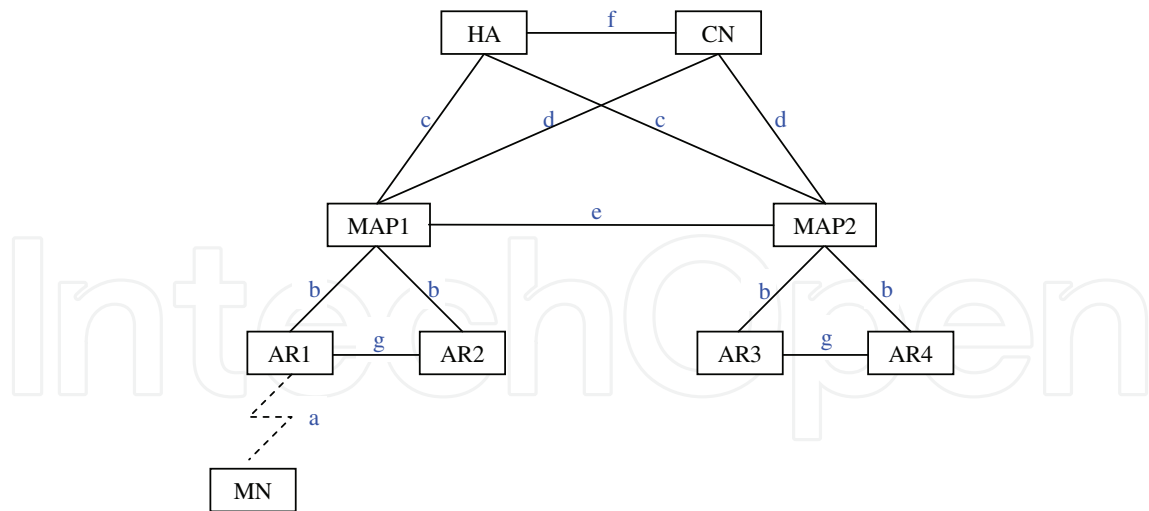 f
HA CN
c d c d
MAP1 e MAP2
b b b b
AR1 g AR2 AR3 g AR4
a
MN
IntechOpen